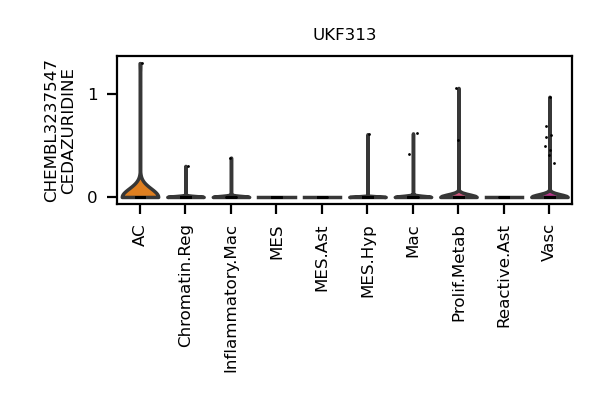 UKF313
CHEMBL3237547
CEDAZURIDINE
1
0
AC
Chromatin.Reg
Inflammatory.Mac
MES
MES.Ast
MES.Hyp
Mac
Prolif.Metab
Reactive.Ast
Vasc